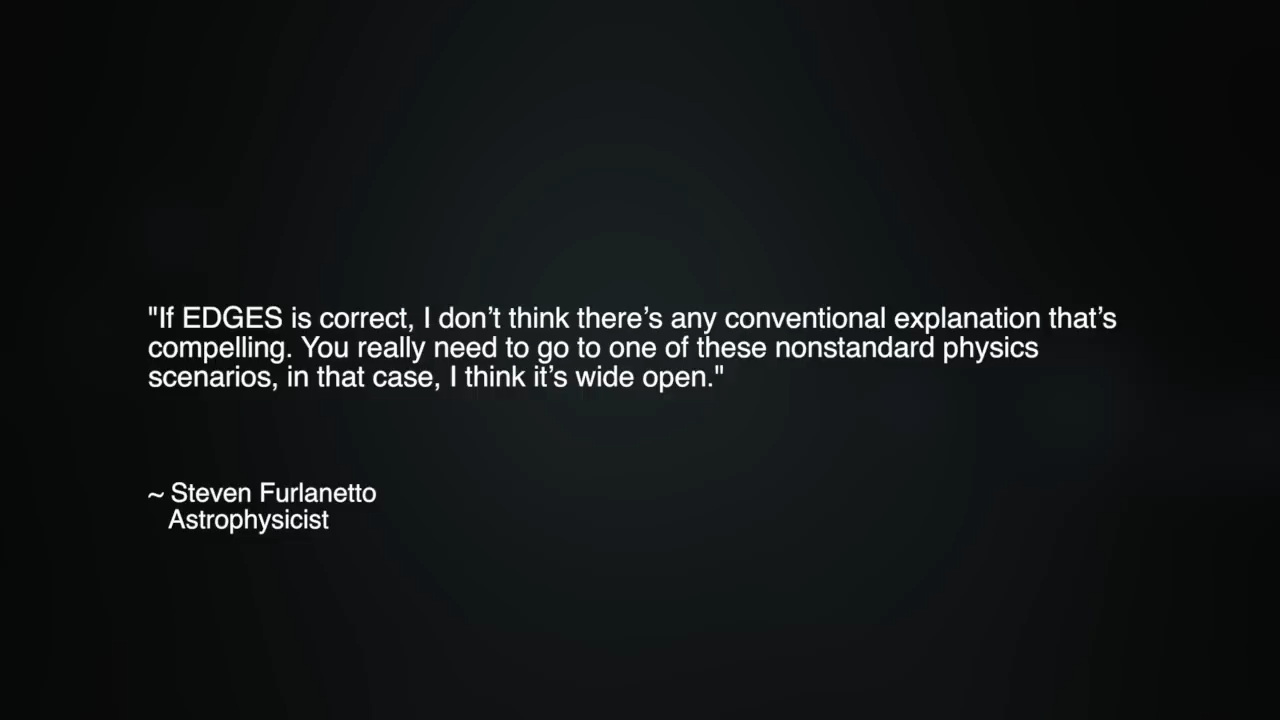 "If EDGES is correct, I don’t think there’s any conventional explanation that’s
compelling. You really need to go to one of these nonstandard physics
scenarios, in that case, I think it’s wide open."
~ Steven Furlanetto
Astrophysicist